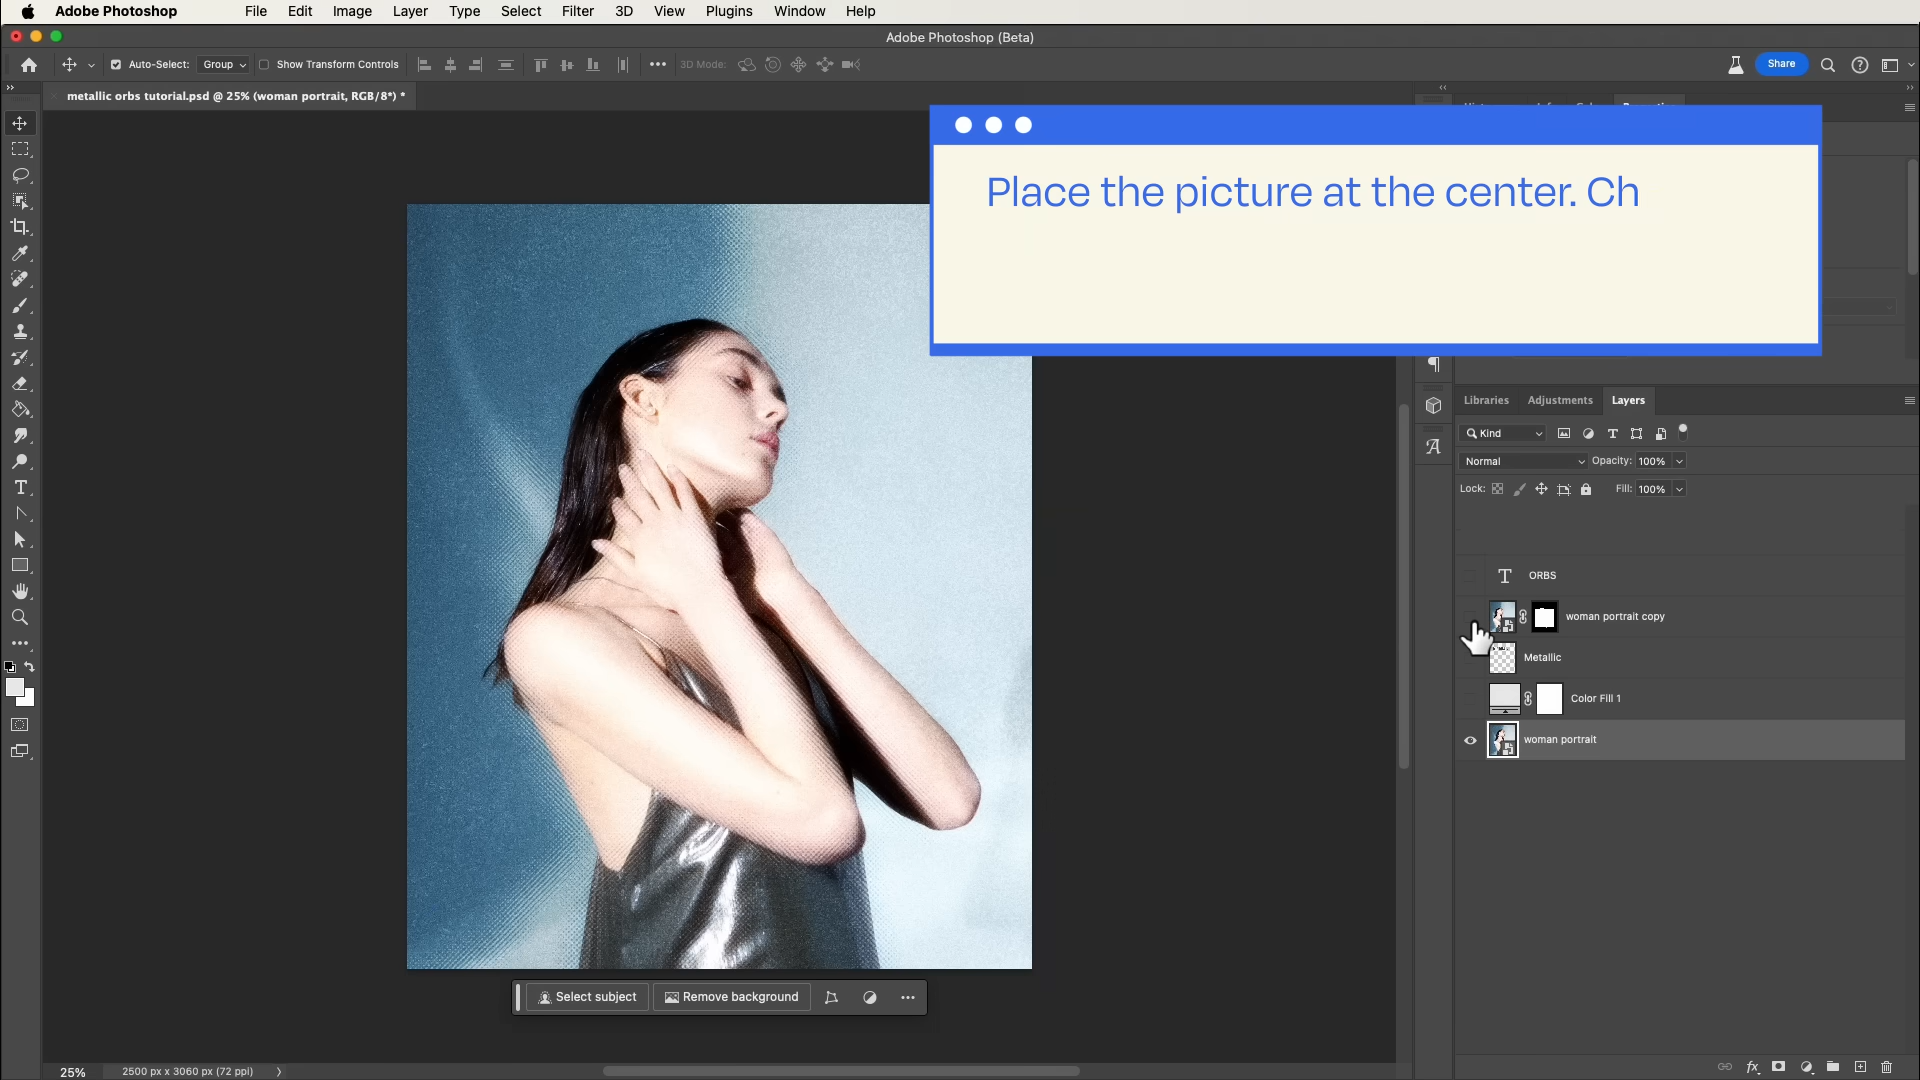 Adobe Photoshop File Edit Image Layer Type Select Filter 3D View Plugins Window Help
Adobe Photoshop (Beta)
Auto-Select: Group Show Transform Controls 3D Mode: Share
metallic orbs tutorial.psd @ 25% (woman portrait, RGB/8*) *
Place the picture at the center. Ch
Libraries Adjustments Layers
Kind
Normal Opacity: 100%
Lock: Fill: 100%
ORBS
woman portrait copy
Metallic
Color Fill 1
woman portrait
Select subject Remove background
25% 2500 px x 3060 px (72 ppi)